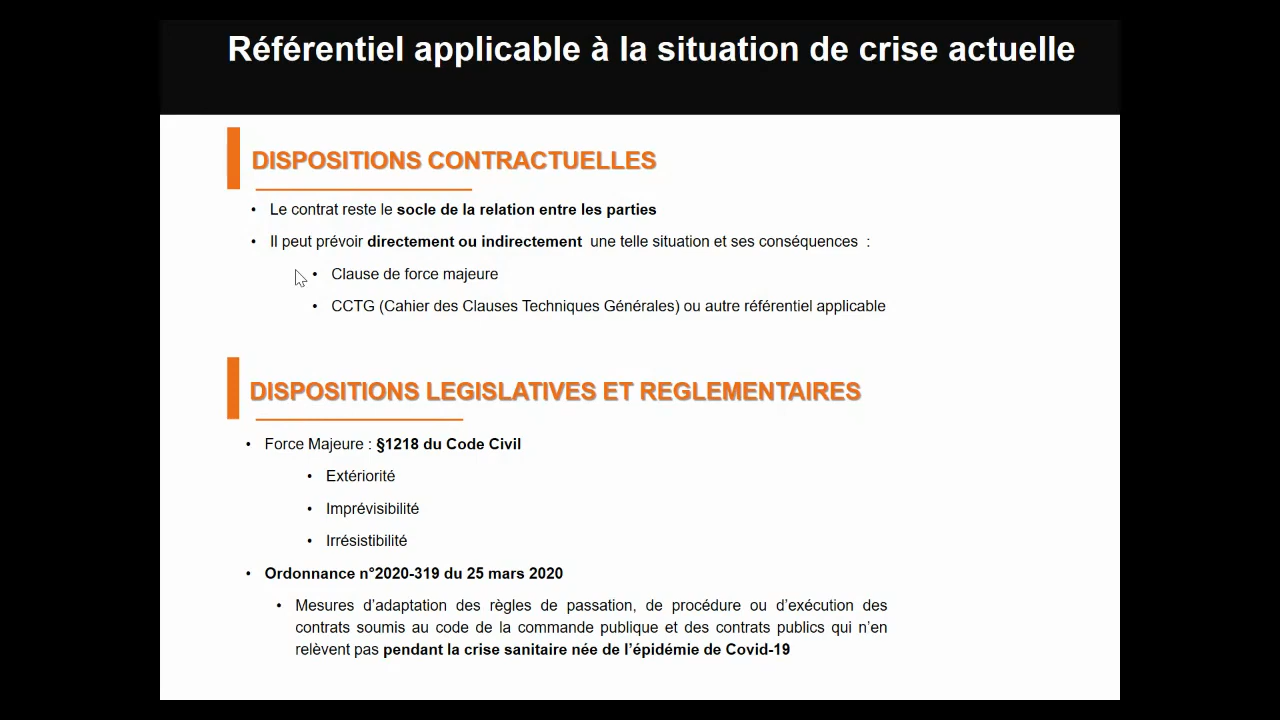 Référentiel applicable à la situation de crise actuelle
DISPOSITIONS CONTRACTUELLES
• Le contrat reste le socle de la relation entre les parties
• Il peut prévoir directement ou indirectement une telle situation et ses conséquences :
• Clause de force majeure
• CCTG (Cahier des Clauses Techniques Générales) ou autre référentiel applicable
DISPOSITIONS LEGISLATIVES ET REGLEMENTAIRES
• Force Majeure : §1218 du Code Civil
• Extériorité
• Imprévisibilité
• Irrésistibilité
• Ordonnance n°2020-319 du 25 mars 2020
• Mesures d’adaptation des règles de passation, de procédure ou d’exécution des
contrats soumis au code de la commande publique et des contrats publics qui n’en
relèvent pas pendant la crise sanitaire née de l’épidémie de Covid-19